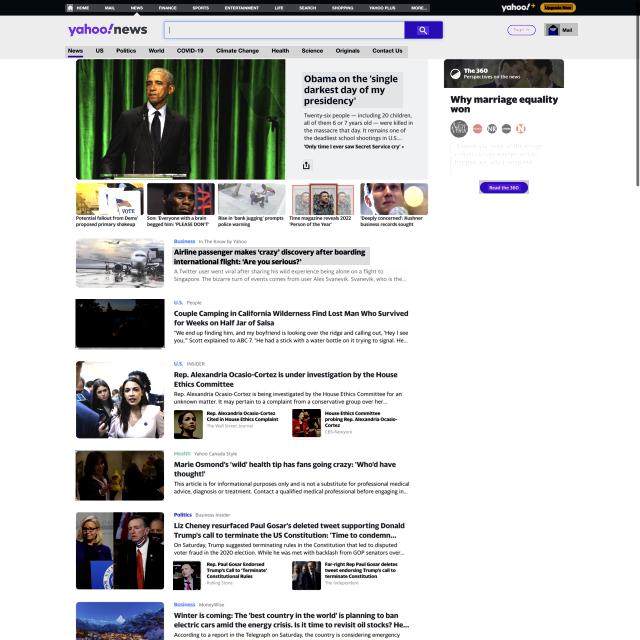 HOME MAIL NEWS FINANCE SPORTS ENTERTAINMENT LIFE SEARCH SHOPPING YAHOO PLUS MORE...
yahoo!+ Upgrade Now
yahoo!news
Mail
News US Politics World COVID-19 Climate Change Health Science Originals Contact Us
Obama on the 'single
darkest day of my
presidency'
Twenty-six people — including 20 children,
all of them 6 or 7 years old — were killed in
the massacre that day. It remains one of
the deadliest school shootings in U.S...
'Only time I ever saw Secret Service cry' »
The 360
Perspectives on the news
Why marriage equality
won
Read the 360
VOTE
Potential fallout from Dems'
proposed primary shakeup
Son: 'Everyone with a brain
begged him: 'PLEASE DON'T'
Rise in 'bank jugging' prompts
police warning
Time magazine reveals 2022
'Person of the Year'
'Deeply concerned': Kushner
business records sought
Business In The Know by Yahoo
Airline passenger makes 'crazy' discovery after boarding
international flight: 'Are you serious?'
A Twitter user went viral after sharing his wild experience being alone on a flight to
Singapore. The bizarre turn of events comes from user Alex Svanevik. Svanevik, who is the...
U.S. People
Couple Camping in California Wilderness Find Lost Man Who Survived
for Weeks on Half Jar of Salsa
"We end up finding him, and my boyfriend is looking over the ridge and calling out, 'Hey I see
you,'" Scott explained to ABC 7. "He had a stick with a water bottle on it trying to signal. He...
U.S. INSIDER
Rep. Alexandria Ocasio-Cortez is under investigation by the House
Ethics Committee
Rep. Alexandria Ocasio-Cortez is being investigated by the House Ethics Committee for an
unknown matter. It may pertain to a complaint from a conservative group over her...
Rep. Alexandria Ocasio-Cortez
Cited in House Ethics Complaint
The Wall Street Journal
House Ethics Committee
probing Rep. Alexandria Ocasio-
Cortez
CBS-Newyork
Health Yahoo Canada Style
Marie Osmond's 'wild' health tip has fans going crazy: 'Who'd have
thought!'
This article is for informational purposes only and is not a substitute for professional medical
advice, diagnosis or treatment. Contact a qualified medical professional before engaging in...
Politics Business Insider
Liz Cheney resurfaced Paul Gosar's deleted tweet supporting Donald
Trump's call to terminate the US Constitution: 'Time to condemn...
On Saturday, Trump suggested terminating rules in the Constitution that led to disputed
voter fraud in the 2020 election. While he was met with backlash from GOP senators over...
Rep. Paul Gosar Endorsed
Trump's Call to 'Terminate'
Constitutional Rules
Rolling Stone
Far-right Rep Paul Gosar deletes
tweet endorsing Trump's call to
terminate Constitution
The Independent
Business MoneyWise
Winter is coming: The 'best country in the world' is planning to ban
electric cars amid the energy crisis. Is it time to revisit oil stocks? He...
According to a report in The Telegraph on Saturday, the country is considering emergency